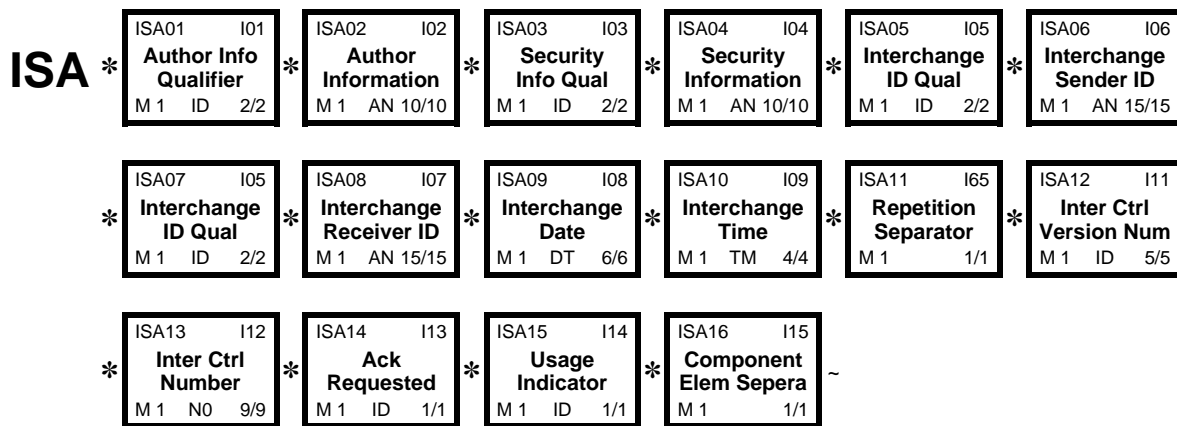 ISA01 I01 ISA02 I02 ISA03 I03 ISA04 I04 ISA05 I05 ISA06 I06
ISA * Author Info * Author * Security * Security * Interchange * Interchange
Qualifier Information Info Qual Information ID Qual Sender ID
M 1 ID 2/2 M 1 AN 10/10 M 1 ID 2/2 M 1 AN 10/10 M 1 ID 2/2 M 1 AN 15/15
ISA07 I05 ISA08 I07 ISA09 I08 ISA10 I09 ISA11 I65 ISA12 I11
* Interchange * Interchange * Interchange * Interchange * Repetition * Inter Ctrl
ID Qual Receiver ID Date Time Separator Version Num
M 1 ID 2/2 M 1 AN 15/15 M 1 DT 6/6 M 1 TM 4/4 M 1 1/1 M 1 ID 5/5
ISA13 I12 ISA14 I13 ISA15 I14 ISA16 I15
* Inter Ctrl * Ack * Usage * Component ~
Number Requested Indicator Elem Sepera
M 1 N0 9/9 M 1 ID 1/1 M 1 ID 1/1 M 1 1/1